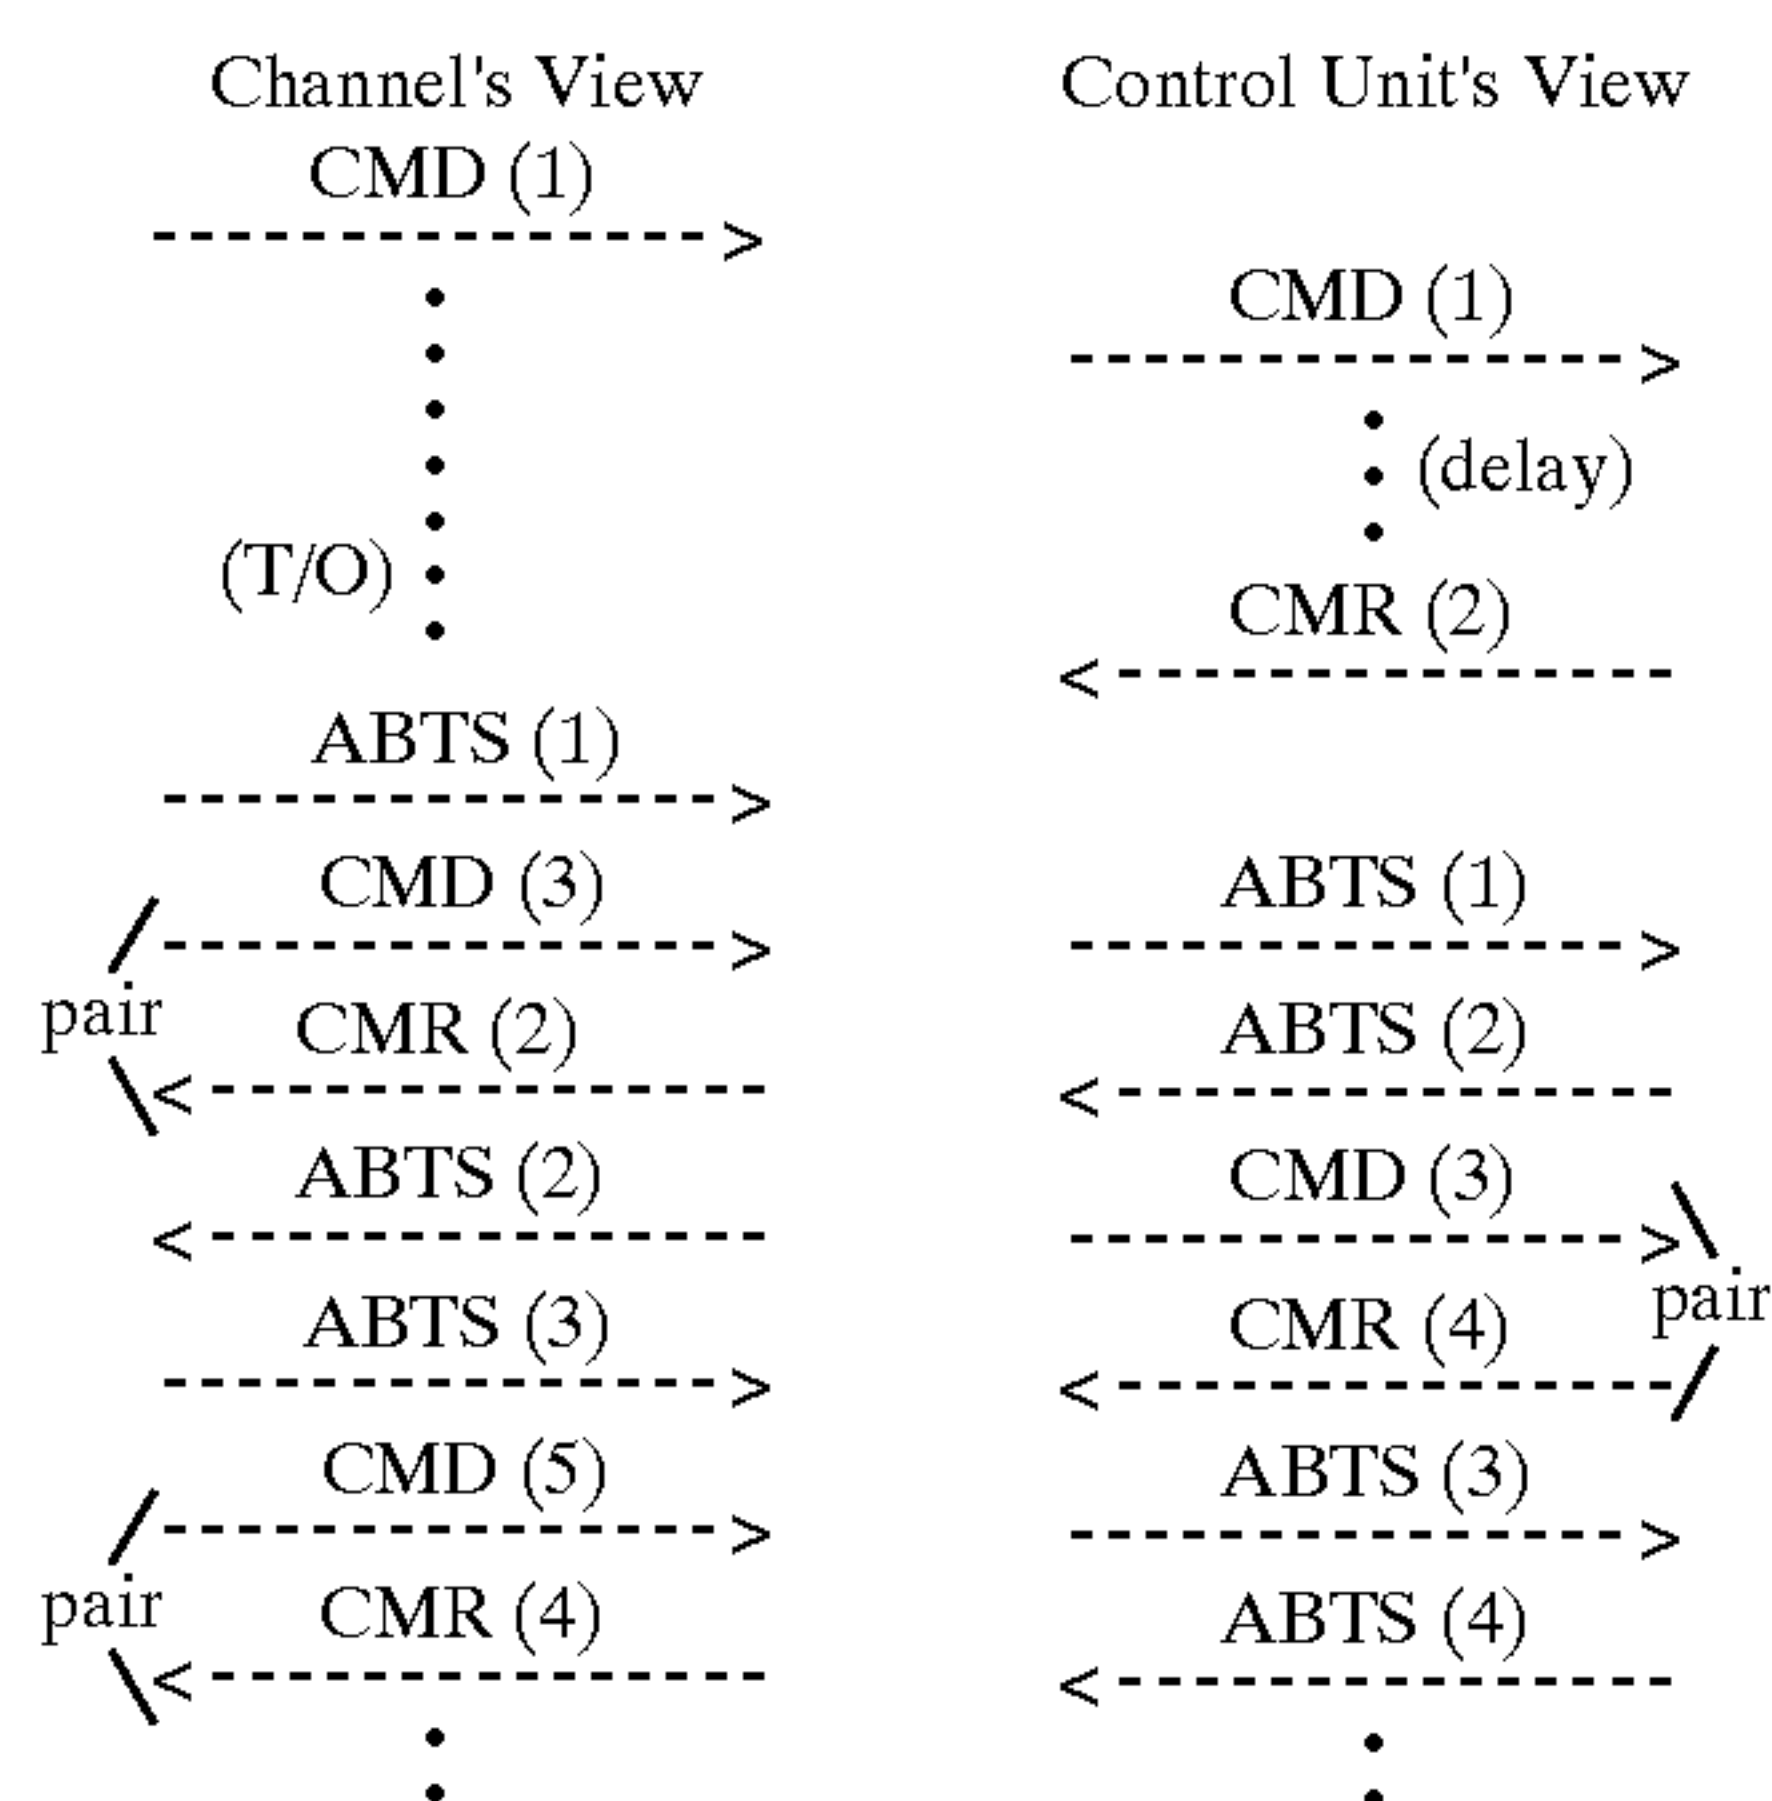 Channel's View
CMD (1)
(T/O)
ABTS (1)
CMD (3)
pair
CMR (2)
ABTS (2)
ABTS (3)
CMD (5)
pair
CMR (4)
Control Unit's View
CMD (1)
(delay)
CMR (2)
ABTS (1)
ABTS (2)
CMD (3)
pair
CMR (4)
ABTS (3)
ABTS (4)